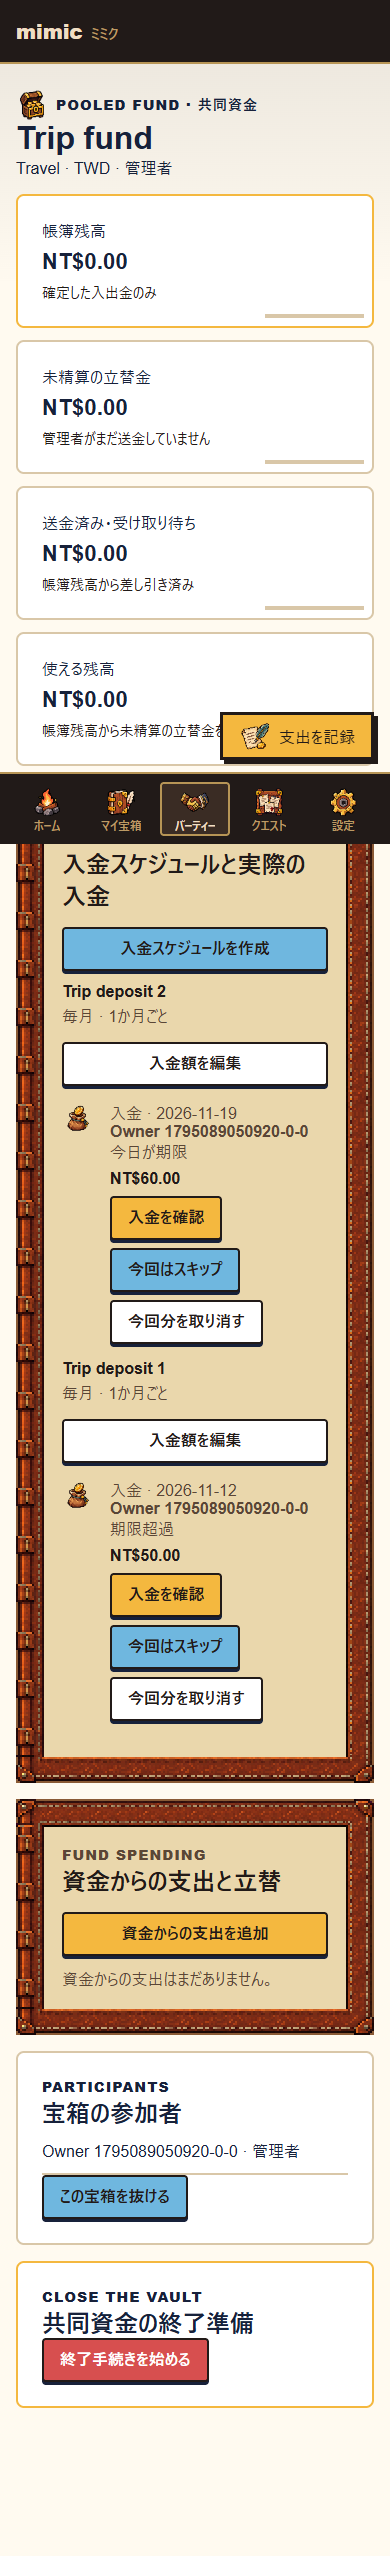 mimic ミミク
POOLED FUND · 共同資金
Trip fund
Travel · TWD · 管理者
帳簿残高
NT$0.00
確定した入出金のみ
未精算の立替金
NT$0.00
管理者がまだ送金していません
送金済み・受け取り待ち
NT$0.00
帳簿残高から差し引き済み
使える残高
NT$0.00
帳簿残高から未精算の立替金を
支出を記録
ホーム
マイ宝箱
パーティー
クエスト
設定
入金スケジュールと実際の
入金
入金スケジュールを作成
Trip deposit 2
毎月 · 1か月ごと
入金額を編集
入金 · 2026-11-19
Owner 1795089050920-0-0
今日が期限
NT$60.00
入金を確認
今回はスキップ
今回分を取り消す
Trip deposit 1
毎月 · 1か月ごと
入金額を編集
入金 · 2026-11-12
Owner 1795089050920-0-0
期限超過
NT$50.00
入金を確認
今回はスキップ
今回分を取り消す
FUND SPENDING
資金からの支出と立替
資金からの支出を追加
資金からの支出はまだありません。
PARTICIPANTS
宝箱の参加者
Owner 1795089050920-0-0 · 管理者
この宝箱を抜ける
CLOSE THE VAULT
共同資金の終了準備
終了手続きを始める